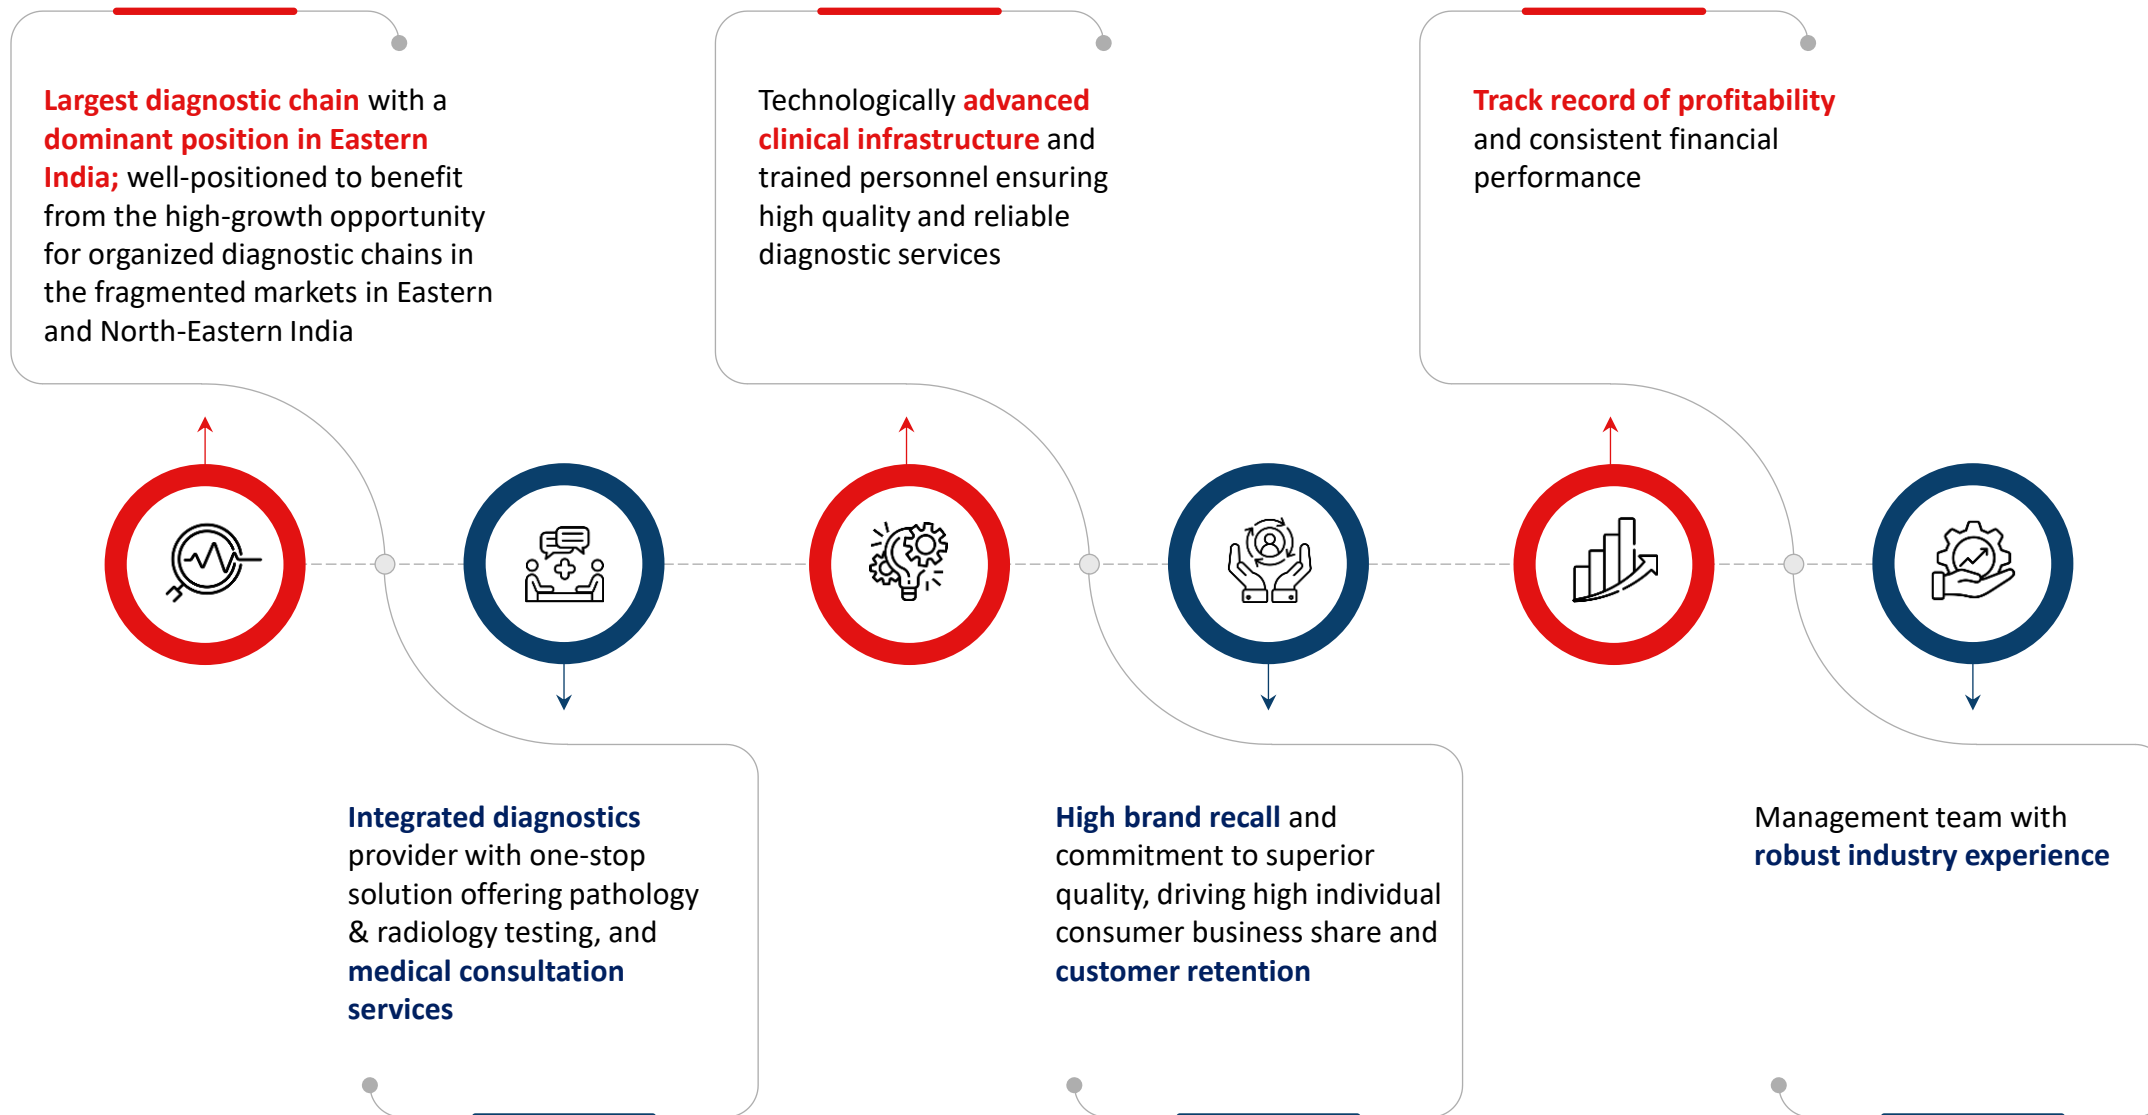 Largest diagnostic chain with a
dominant position in Eastern
India; well-positioned to benefit
from the high-growth opportunity
for organized diagnostic chains in
the fragmented markets in Eastern
and North-Eastern India
Technologically advanced
clinical infrastructure and
trained personnel ensuring
high quality and reliable
diagnostic services
Track record of profitability
and consistent financial
performance
Integrated diagnostics
provider with one-stop
solution offering pathology
& radiology testing, and
medical consultation
services
High brand recall and
commitment to superior
quality, driving high individual
consumer business share and
customer retention
Management team with
robust industry experience